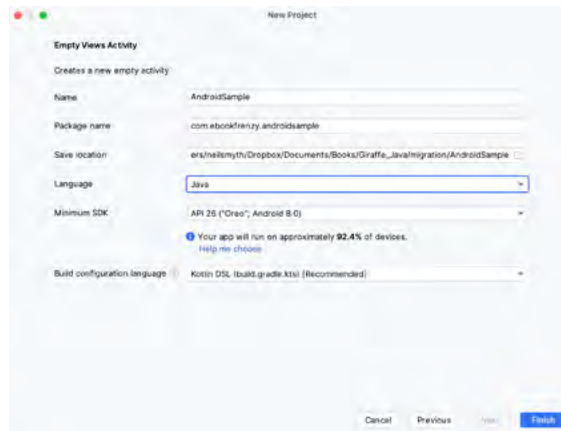 New Project
Empty Views Activity
Creates a new empty activity
Name AndroidSample
Package name com.ebookfrenzy.androidsample
Save location ers/neilsmyth/Dropbox/Documents/Books/Giraffe_Java/migration/AndroidSample
Language Java
Minimum SDK API 26 ("Oreo"; Android 8.0)
Your app will run on approximately 92.4% of devices.
Help me choose
Build configuration language Kotlin DSL (build.gradle.kts) [Recommended]
Cancel Previous Next Finish